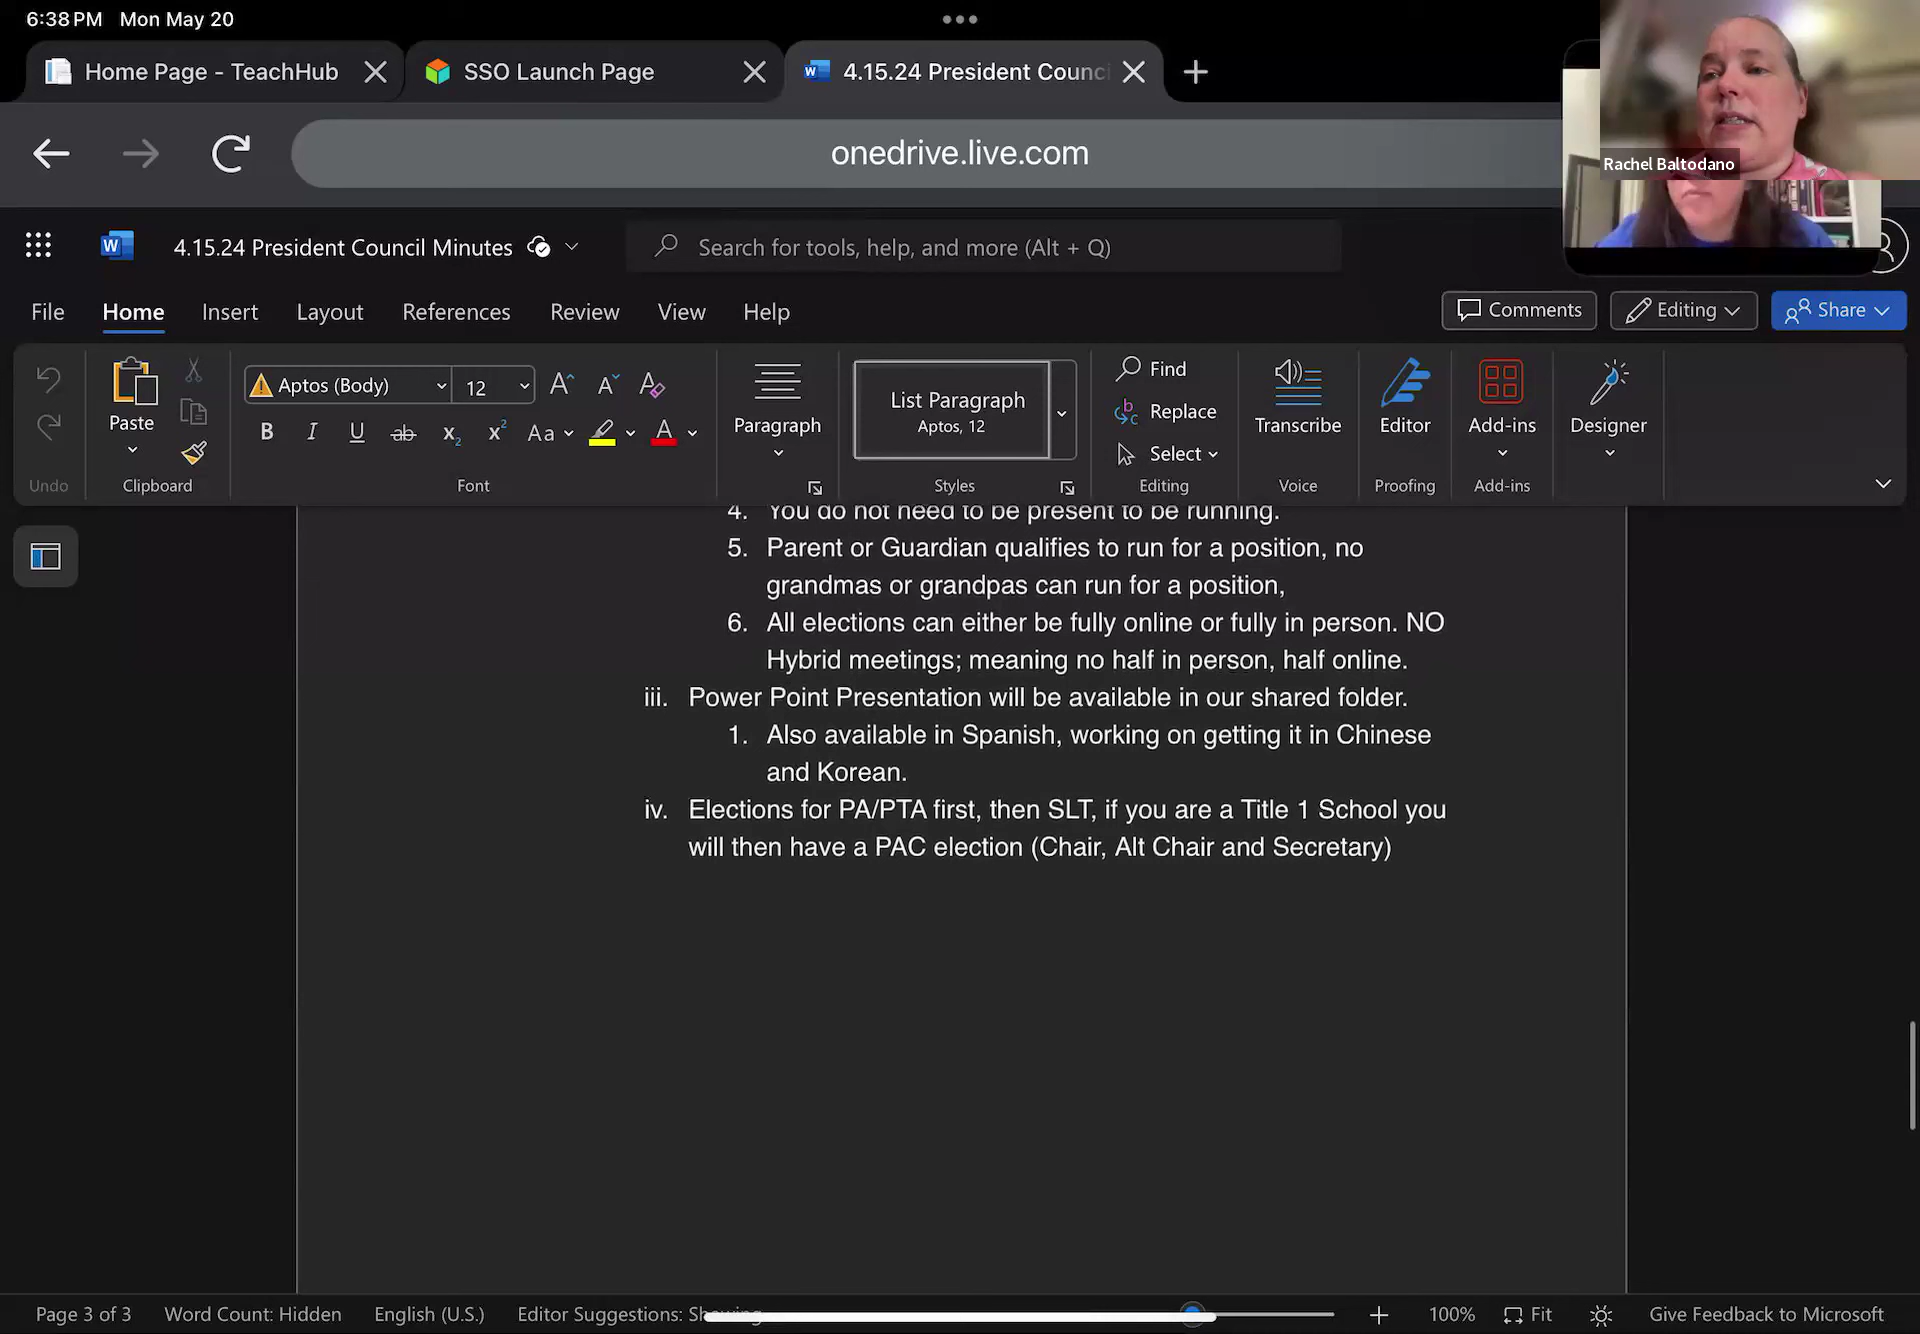 6:38 PM Mon May 20
Home Page - TeachHub
SSO Launch Page
4.15.24 President Counci
onedrive.live.com
Rachel Baltodano
4.15.24 President Council Minutes
Search for tools, help, and more (Alt + Q)
File Home Insert Layout References Review View Help
Comments Editing Share
Paste
Undo
Clipboard
Aptos (Body) 12
B I U ab x2 x2 Aa A
Font
Paragraph
List Paragraph
Aptos, 12
Styles
Find
Replace
Select
Editing
Transcribe
Voice
Editor
Proofing
Add-ins
Add-ins
Designer
4. You do not need to be present to be running.
5. Parent or Guardian qualifies to run for a position, no
grandmas or grandpas can run for a position,
6. All elections can either be fully online or fully in person. NO
Hybrid meetings; meaning no half in person, half online.
iii. Power Point Presentation will be available in our shared folder.
1. Also available in Spanish, working on getting it in Chinese
and Korean.
iv. Elections for PA/PTA first, then SLT, if you are a Title 1 School you
will then have a PAC election (Chair, Alt Chair and Secretary)
Page 3 of 3 Word Count: Hidden English (U.S.) Editor Suggestions: Showing 100% Fit Give Feedback to Microsoft